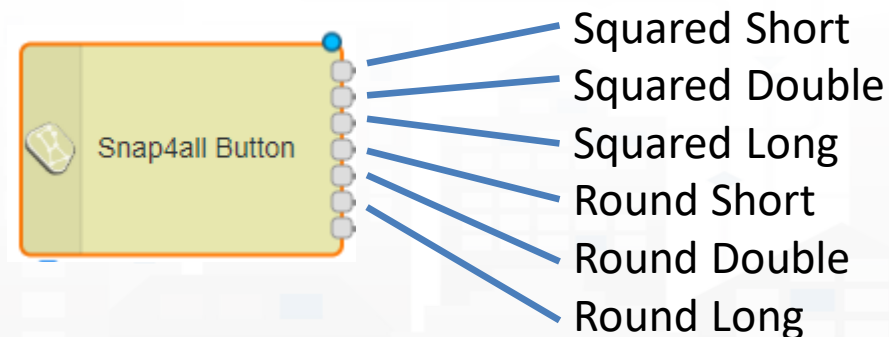 Squared Short
Squared Double
Snap4all Button
Squared Long
Round Short
Round Double
Round Long